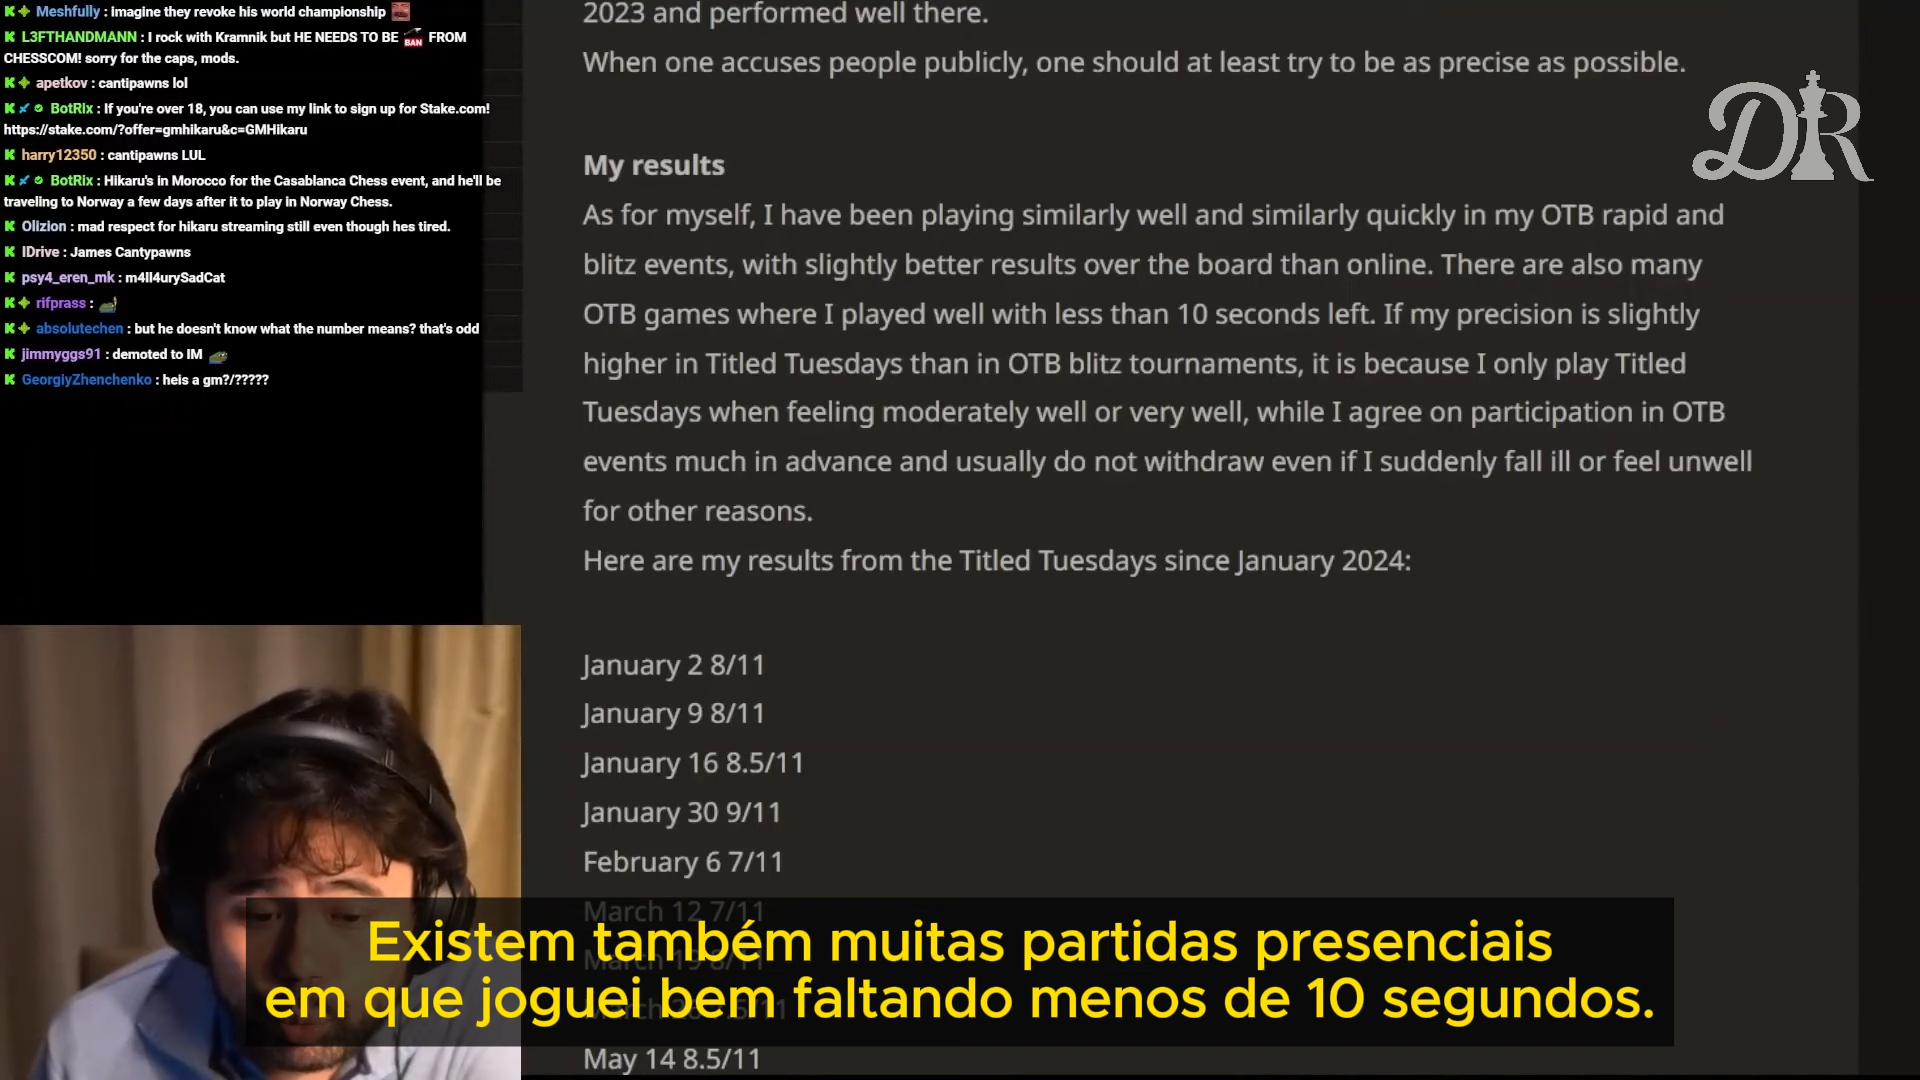 Meshfully : imagine they revoke his world championship
L3FTHANDMANN : I rock with Kramnik but HE NEEDS TO BE BAN FROM
CHESSCOM! sorry for the caps, mods.
apetkov : cantipawns lol
BotRix : If you're over 18, you can use my link to sign up for Stake.com!
https://stake.com/?offer=gmhikaru&c=GMHikaru
harry12350 : cantipawns LUL
BotRix : Hikaru's in Morocco for the Casablanca Chess event, and he'll be
traveling to Norway a few days after it to play in Norway Chess.
Olizion : mad respect for hikaru streaming still even though hes tired.
IDrive : James Cantypawns
psy4_eren_mk : m4ll4urySadCat
rifprass :
absolutechen : but he doesn't know what the number means? that's odd
jimmyggs91 : demoted to IM
GeorgiyZhenchenko : heis a gm?/?????
2023 and performed well there.
When one accuses people publicly, one should at least try to be as precise as possible.
DR
My results
As for myself, I have been playing similarly well and similarly quickly in my OTB rapid and
blitz events, with slightly better results over the board than online. There are also many
OTB games where I played well with less than 10 seconds left. If my precision is slightly
higher in Titled Tuesdays than in OTB blitz tournaments, it is because I only play Titled
Tuesdays when feeling moderately well or very well, while I agree on participation in OTB
events much in advance and usually do not withdraw even if I suddenly fall ill or feel unwell
for other reasons.
Here are my results from the Titled Tuesdays since January 2024:
January 2 8/11
January 9 8/11
January 16 8.5/11
January 30 9/11
February 6 7/11
March 12 7/11
Existem também muitas partidas presenciais
em que joguei bem faltando menos de 10 segundos.
May 14 8.5/11